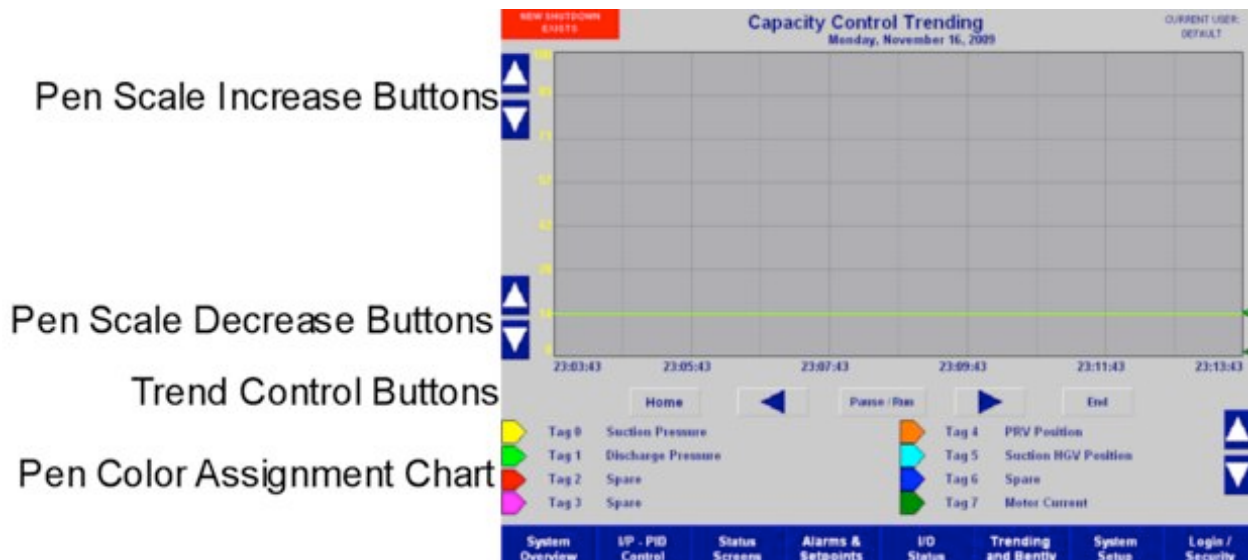 NEW SHUTDOWN
EXISTS
Capacity Control Trending
Monday, November 16, 2009
CURRENT USER:
DEFAULT
Pen Scale Increase Buttons
100
71
57
Pen Scale Decrease Buttons
14
0
23:03:43 23:05:43 23:07:43 23:09:43 23:11:43 23:13:43
Trend Control Buttons
Home Pause / Run End
Pen Color Assignment Chart
Tag 0 Suction Pressure
Tag 1 Discharge Pressure
Tag 2 Spare
Tag 3 Spare
Tag 4 PRV Position
Tag 5 Suction HGV Position
Tag 6 Spare
Tag 7 Motor Current
System Overview
I/P - PID Control
Status Screens
Alarms & Setpoints
I/O Status
Trending and Bently
System Setup
Login / Security